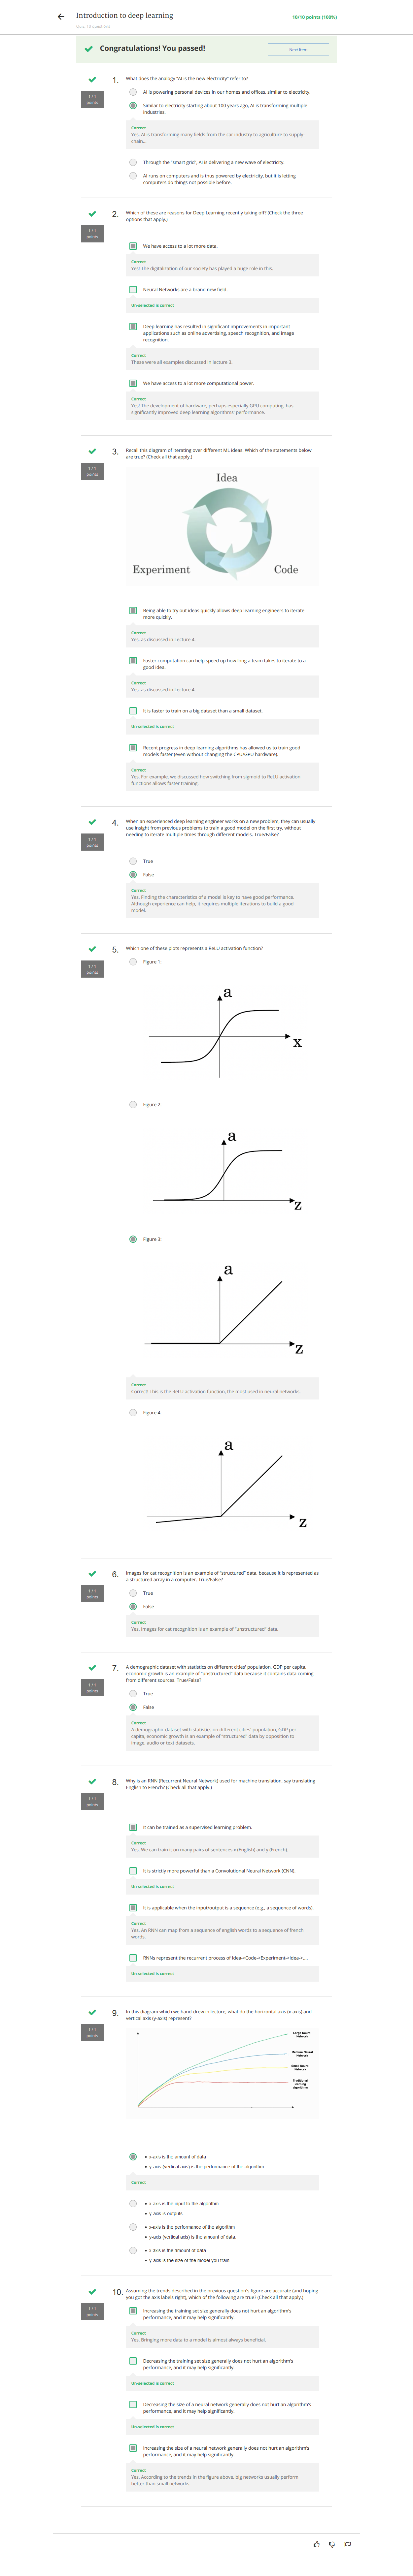 Introduction to deep learning
10/10 points (100%)
Quiz, 10 questions
Congratulations! You passed!
Next Item
1.
What does the analogy "AI is the new electricity" refer to?
1 / 1
points
AI is powering personal devices in our homes and offices, similar to electricity.
Similar to electricity starting about 100 years ago, AI is transforming multiple
industries.
Correct
Yes. AI is transforming many fields from the car industry to agriculture to supply-
chain...
Through the "smart grid", AI is delivering a new wave of electricity.
AI runs on computers and is thus powered by electricity, but it is letting
computers do things not possible before.
2.
Which of these are reasons for Deep Learning recently taking off? (Check the three
options that apply.)
1 / 1
points
We have access to a lot more data.
Correct
Yes! The digitalization of our society has played a huge role in this.
Neural Networks are a brand new field.
Un-selected is correct
Deep learning has resulted in significant improvements in important
applications such as online advertising, speech recognition, and image
recognition.
Correct
These were all examples discussed in lecture 3.
We have access to a lot more computational power.
Correct
Yes! The development of hardware, perhaps especially GPU computing, has
significantly improved deep learning algorithms' performance.
3.
Recall this diagram of iterating over different ML ideas. Which of the statements below
are true? (Check all that apply.)
1 / 1
points
Idea
Experiment
Code
Being able to try out ideas quickly allows deep learning engineers to iterate
more quickly.
Correct
Yes, as discussed in Lecture 4.
Faster computation can help speed up how long a team takes to iterate to a
good idea.
Correct
Yes, as discussed in Lecture 4.
It is faster to train on a big dataset than a small dataset.
Un-selected is correct
Recent progress in deep learning algorithms has allowed us to train good
models faster (even without changing the CPU/GPU hardware).
Correct
Yes. For example, we discussed how switching from sigmoid to ReLU activation
functions allows faster training.
4.
When an experienced deep learning engineer works on a new problem, they can usually
use insight from previous problems to train a good model on the first try, without
needing to iterate multiple times through different models. True/False?
1 / 1
points
True
False
Correct
Yes. Finding the characteristics of a model is key to have good performance.
Although experience can help, it requires multiple iterations to build a good
model.
5.
Which one of these plots represents a ReLU activation function?
1 / 1
points
Figure 1:
a
x
Figure 2:
a
z
Figure 3:
a
z
Correct
Correct! This is the ReLU activation function, the most used in neural networks.
Figure 4:
a
z
6.
Images for cat recognition is an example of "structured" data, because it is represented as
a structured array in a computer. True/False?
1 / 1
points
True
False
Correct
Yes. Images for cat recognition is an example of "unstructured" data.
7.
A demographic dataset with statistics on different cities' population, GDP per capita,
economic growth is an example of "unstructured" data because it contains data coming
from different sources. True/False?
1 / 1
points
True
False
Correct
A demographic dataset with statistics on different cities' population, GDP per
capita, economic growth is an example of "structured" data by opposition to
image, audio or text datasets.
8.
Why is an RNN (Recurrent Neural Network) used for machine translation, say translating
English to French? (Check all that apply.)
1 / 1
points
It can be trained as a supervised learning problem.
Correct
Yes. We can train it on many pairs of sentences x (English) and y (French).
It is strictly more powerful than a Convolutional Neural Network (CNN).
Un-selected is correct
It is applicable when the input/output is a sequence (e.g., a sequence of words).
Correct
Yes. An RNN can map from a sequence of english words to a sequence of french
words.
RNNs represent the recurrent process of Idea->Code->Experiment->Idea->....
Un-selected is correct
9.
In this diagram which we hand-drew in lecture, what do the horizontal axis (x-axis) and
vertical axis (y-axis) represent?
1 / 1
points
Large Neural
Network
Medium Neural
Network
Small Neural
Network
Traditional
learning
algorithms
• x-axis is the amount of data
• y-axis (vertical axis) is the performance of the algorithm
Correct
• x-axis is the input to the algorithm
• y-axis is outputs.
• x-axis is the performance of the algorithm
• y-axis (vertical axis) is the amount of data
• x-axis is the amount of data
• y-axis is the size of the model you train.
10.
Assuming the trends described in the previous question's figure are accurate (and hoping
you got the axis labels right), which of the following are true? (Check all that apply.)
1 / 1
points
Increasing the training set size generally does not hurt an algorithm's
performance, and it may help significantly.
Correct
Yes. Bringing more data to a model is almost always beneficial.
Decreasing the training set size generally does not hurt an algorithm's
performance, and it may help significantly.
Un-selected is correct
Decreasing the size of a neural network generally does not hurt an algorithm's
performance, and it may help significantly.
Un-selected is correct
Increasing the size of a neural network generally does not hurt an algorithm's
performance, and it may help significantly.
Correct
Yes. According to the trends in the figure above, big networks usually perform
better than small networks.